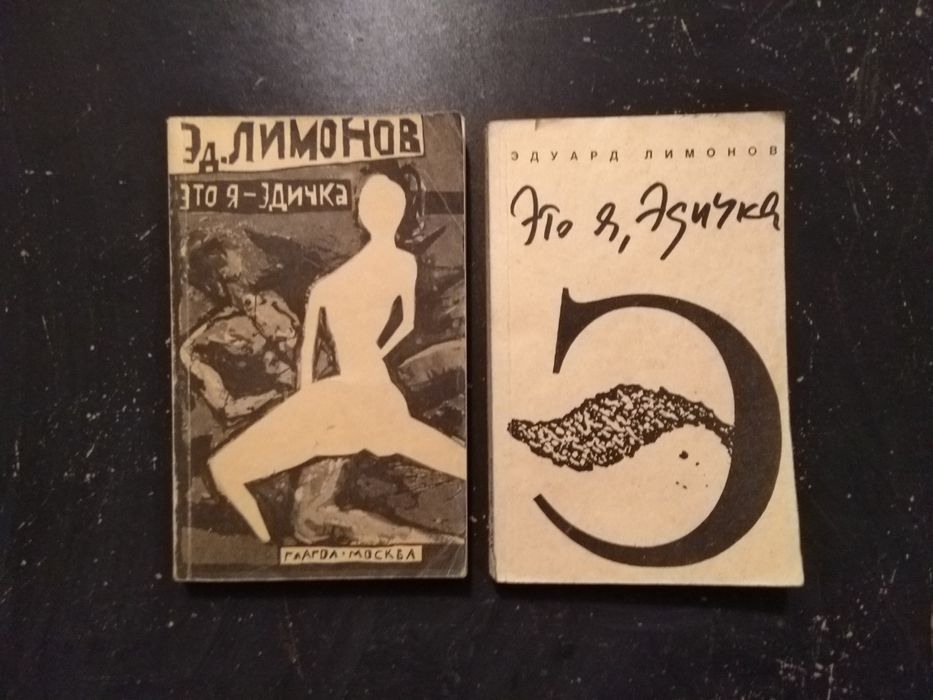 Эд. ЛИМОНОВ
ЭТО Я - ЭДИЧКА
ГЛАГОЛ · МОСКВА
ЭДУАРД ЛИМОНОВ
Это я, Эдичка
Э